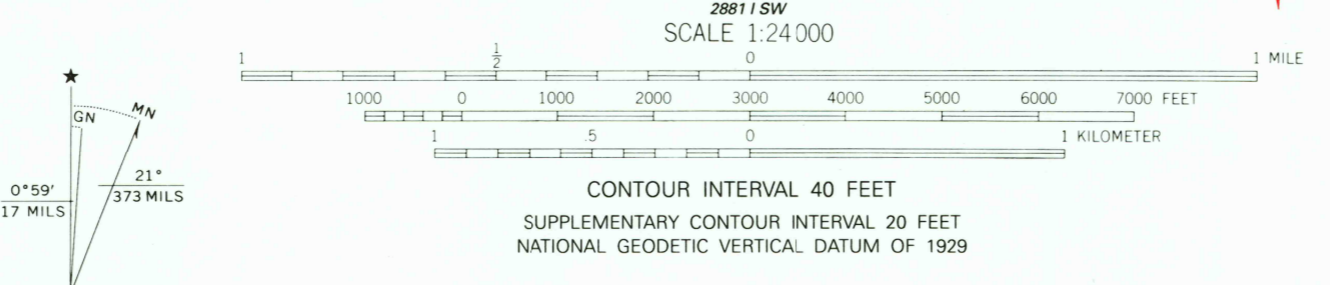 2881 I SW
SCALE 1:24 000
1 ½ 0 1 MILE
1000 0 1000 2000 3000 4000 5000 6000 7000 FEET
1 .5 0 1 KILOMETER
CONTOUR INTERVAL 40 FEET
SUPPLEMENTARY CONTOUR INTERVAL 20 FEET
NATIONAL GEODETIC VERTICAL DATUM OF 1929
★
GN
MN
0°59′
17 MILS
21°
373 MILS